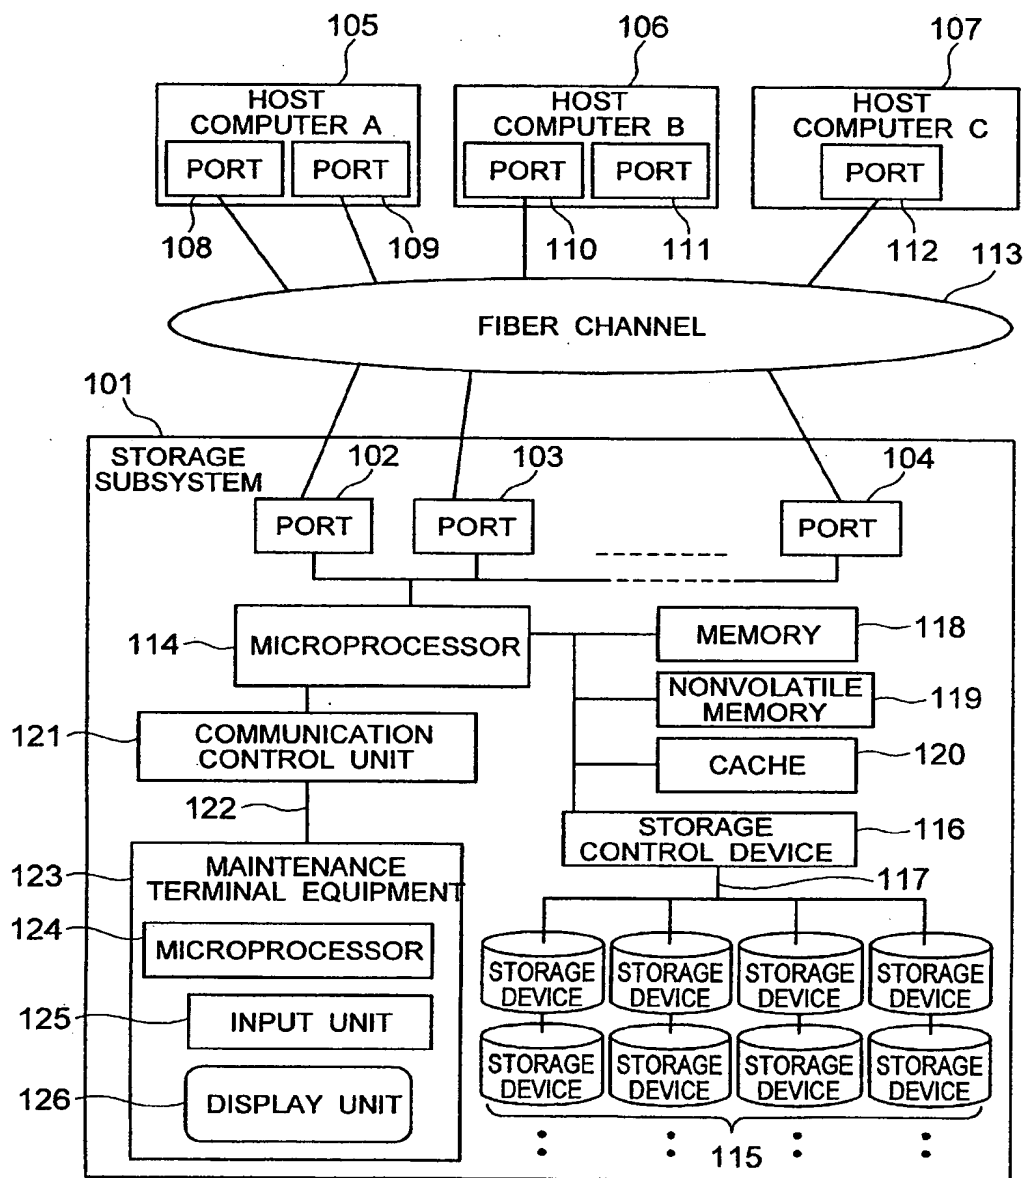 105
106
107
HOST
COMPUTER A
HOST
COMPUTER B
HOST
COMPUTER C
PORT
PORT
PORT
PORT
PORT
108
109
110
111
112
113
FIBER CHANNEL
101
STORAGE
SUBSYSTEM
102
103
104
PORT
PORT
PORT
114
MICROPROCESSOR
MEMORY
118
NONVOLATILE
MEMORY
119
121
COMMUNICATION
CONTROL UNIT
CACHE
120
122
STORAGE
CONTROL DEVICE
116
123
MAINTENANCE
TERMINAL EQUIPMENT
117
124
MICROPROCESSOR
STORAGE
DEVICE
STORAGE
DEVICE
STORAGE
DEVICE
STORAGE
DEVICE
125
INPUT UNIT
STORAGE
DEVICE
STORAGE
DEVICE
STORAGE
DEVICE
STORAGE
DEVICE
126
DISPLAY UNIT
115